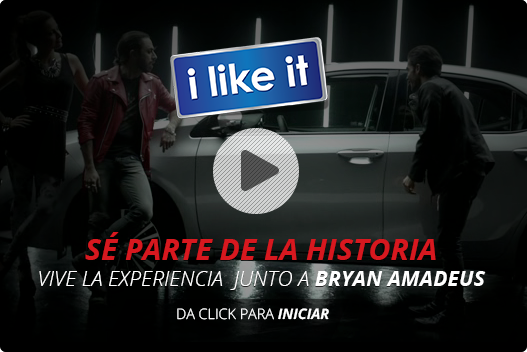 i like it
SÉ PARTE DE LA HISTORIA
VIVE LA EXPERIENCIA JUNTO A BRYAN AMADEUS
DA CLICK PARA INICIAR